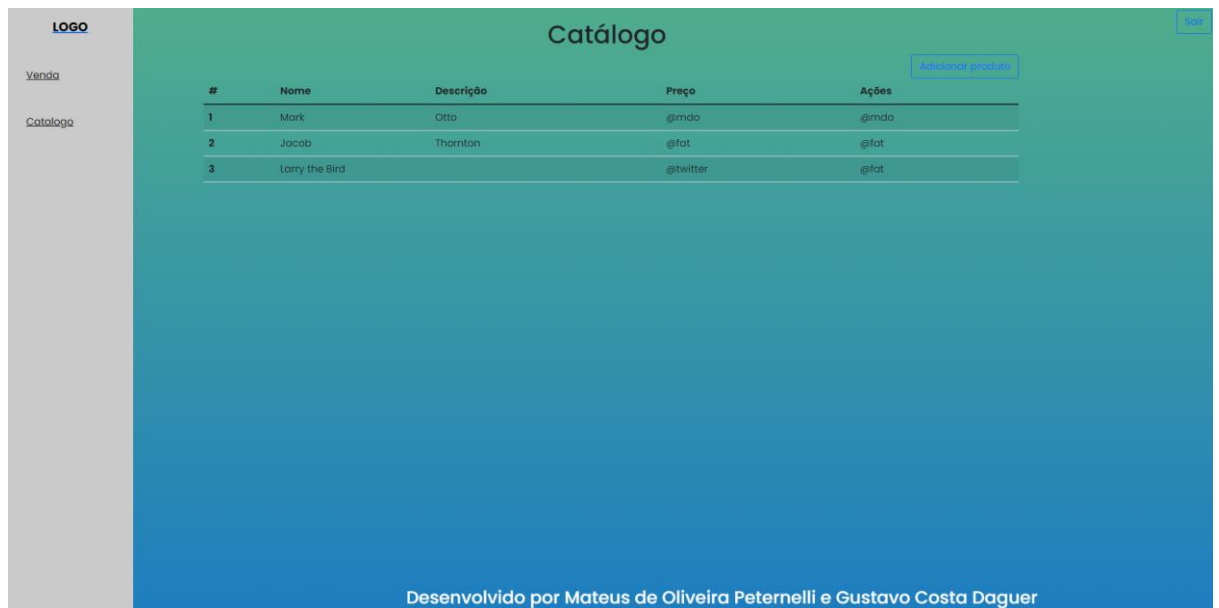 LOGO
Venda
Catalogo
Catálogo
Sair
Adicionar produto
# Nome Descrição Preço Ações
1 Mark Otto @mdo @mdo
2 Jacob Thornton @fat @fat
3 Larry the Bird @twitter @fat
Desenvolvido por Mateus de Oliveira Peternelli e Gustavo Costa Daguer